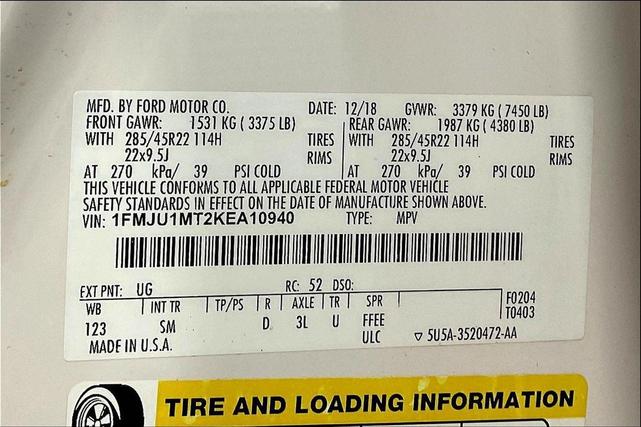 MFD. BY FORD MOTOR CO. DATE: 12/18 GVWR: 3379 KG ( 7450 LB)
FRONT GAWR: 1531 KG ( 3375 LB) REAR GAWR: 1987 KG ( 4380 LB)
WITH 285/45R22 114H TIRES WITH 285/45R22 114H TIRES
22x9.5J RIMS 22x9.5J RIMS
AT 270 kPa/ 39 PSI COLD AT 270 kPa/ 39 PSI COLD
THIS VEHICLE CONFORMS TO ALL APPLICABLE FEDERAL MOTOR VEHICLE
SAFETY STANDARDS IN EFFECT ON THE DATE OF MANUFACTURE SHOWN ABOVE.
VIN: 1FMJU1MT2KEA10940 TYPE: MPV
EXT PNT: UG RC: 52 DSO:
WB INT TR TP/PS R AXLE TR SPR F0204
123 SM D 3L U FFEE T0403
ULC ▽ 5U5A-3520472-AA
MADE IN U.S.A.
TIRE AND LOADING INFORMATION